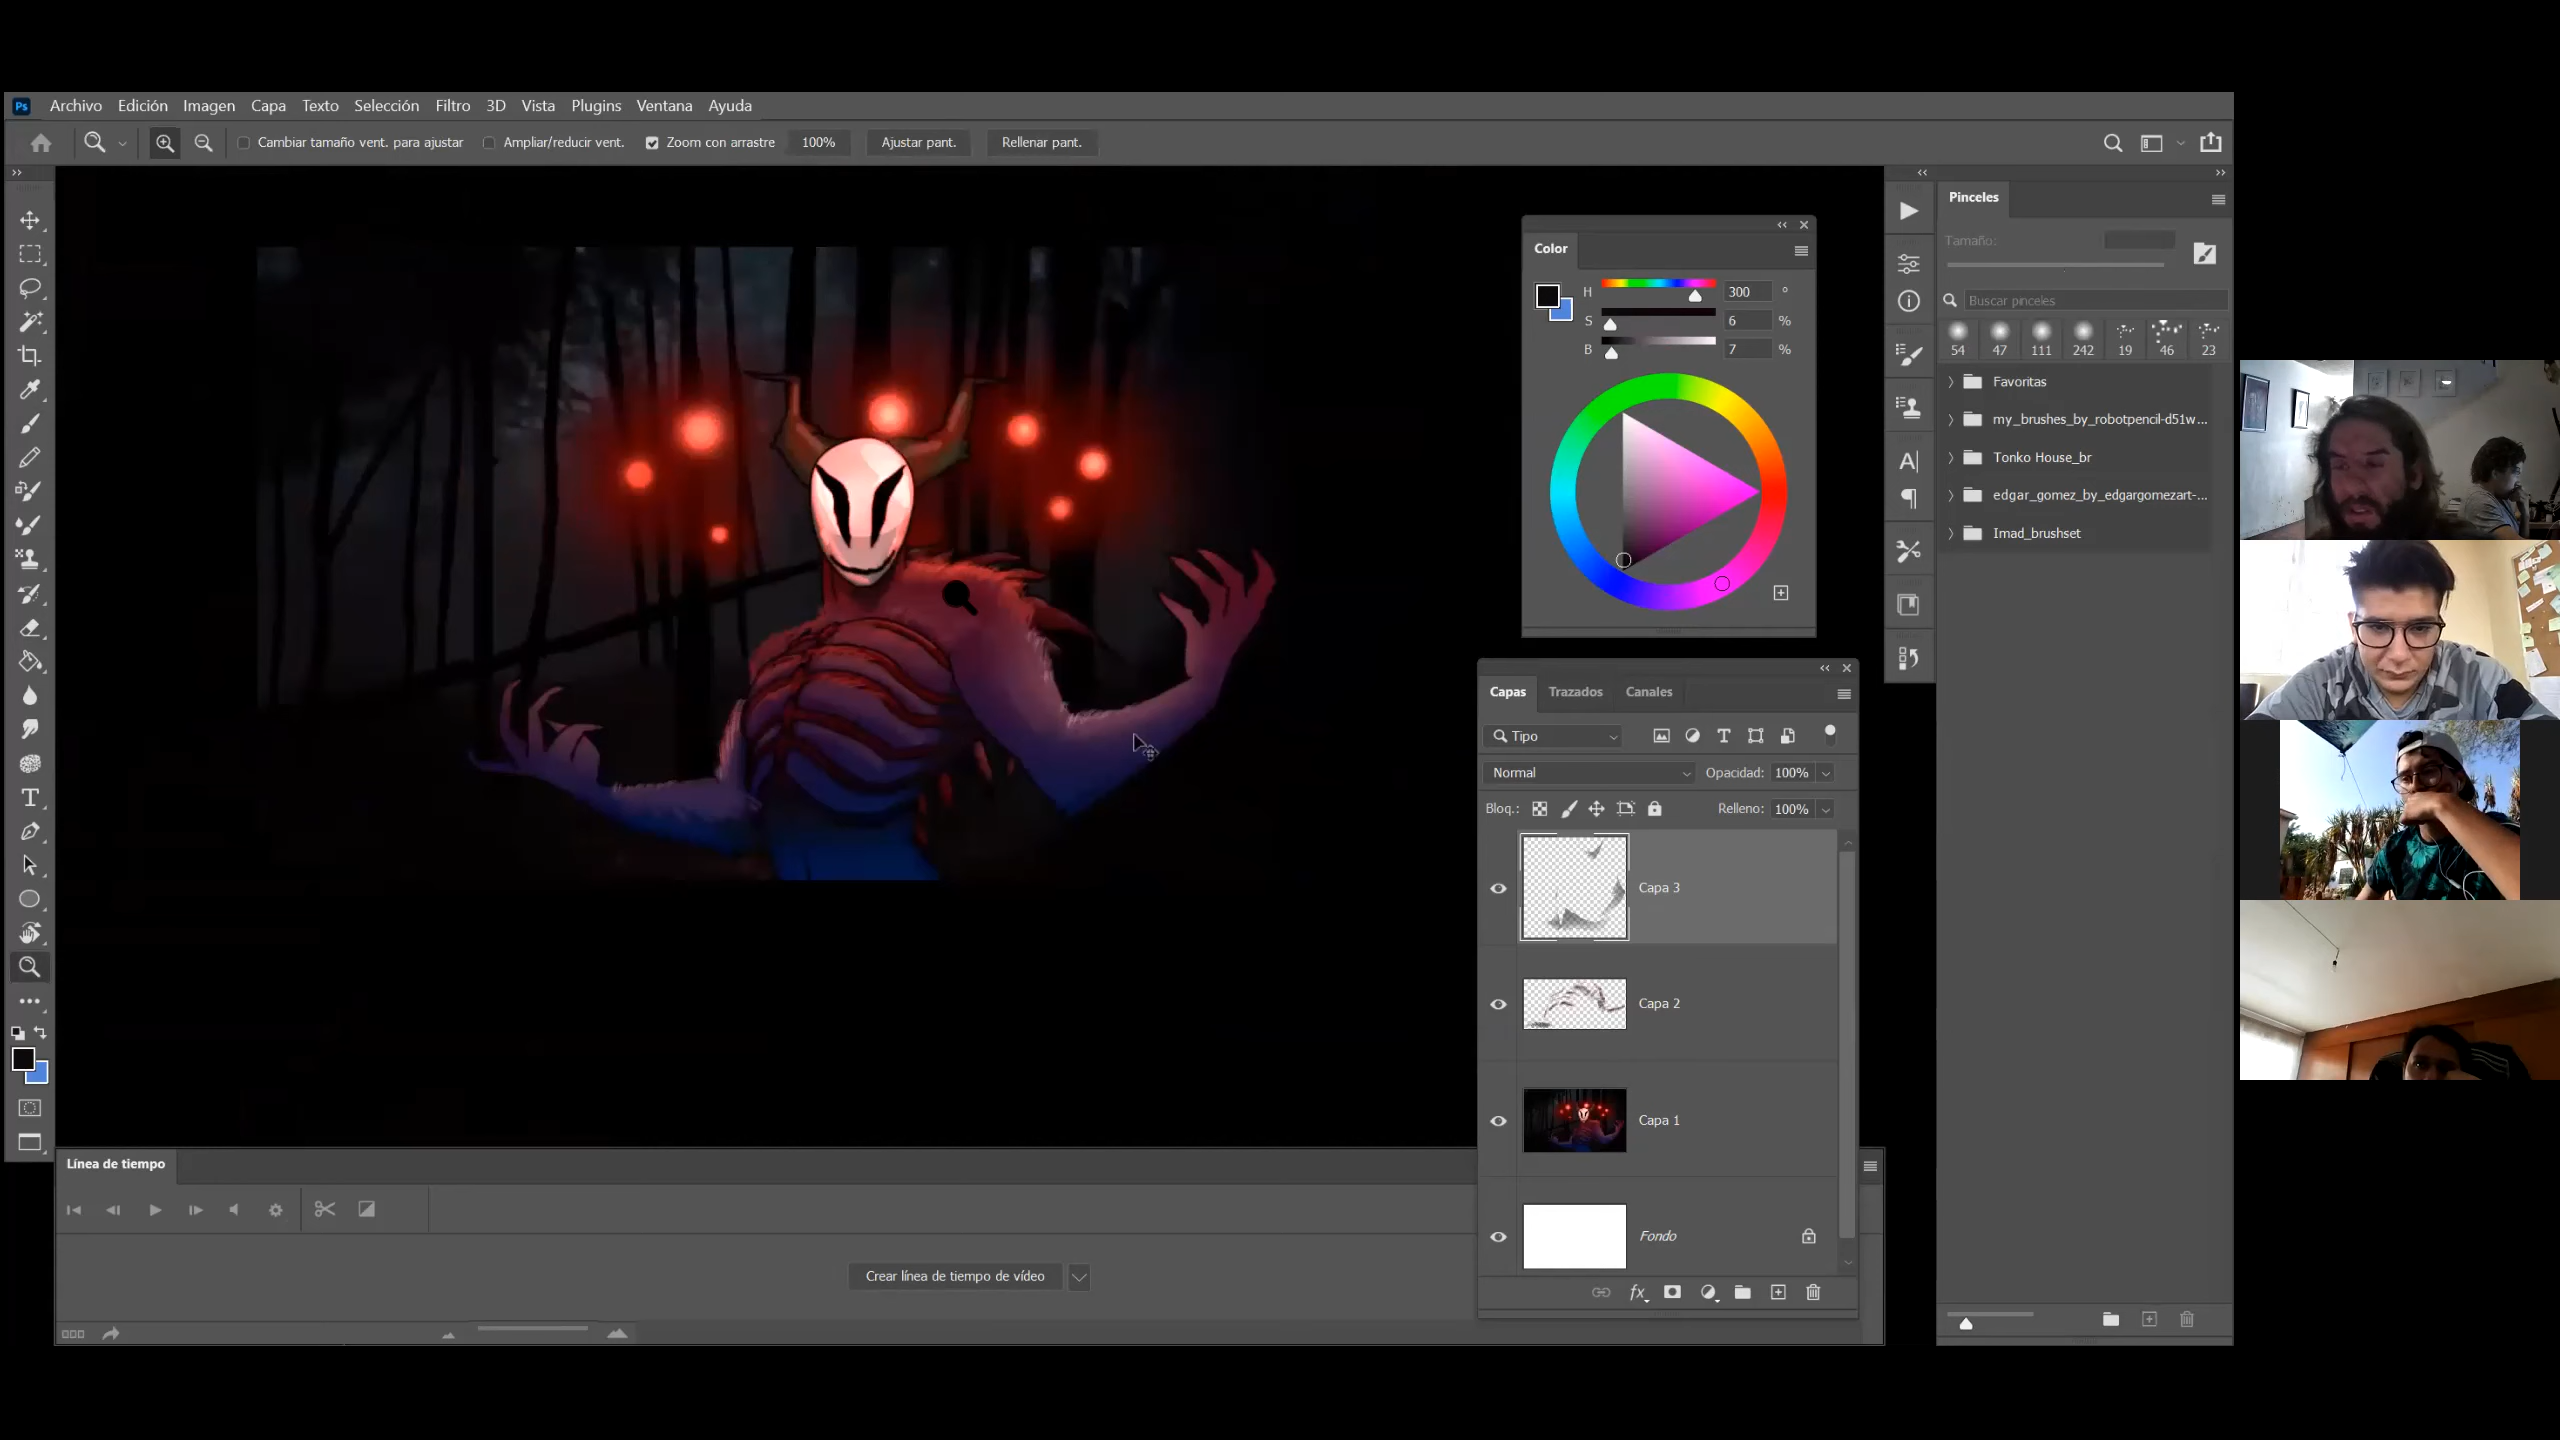 Ps Archivo Edición Imagen Capa Texto Selección Filtro 3D Vista Plugins Ventana Ayuda
Cambiar tamaño vent. para ajustar Ampliar/reducir vent. Zoom con arrastre 100% Ajustar pant. Rellenar pant.
Pinceles
Tamaño:
Buscar pinceles
54 47 111 242 19 46 23
Favoritas
my_brushes_by_robotpencil-d51w...
Tonko House_br
edgar_gomez_by_edgargomezart-...
Imad_brushset
Color
H 300 °
S 6 %
B 7 %
Capas Trazados Canales
Tipo
Normal Opacidad: 100%
Bloq.: Relleno: 100%
Capa 3
Capa 2
Capa 1
Fondo
fx
Línea de tiempo
Crear línea de tiempo de vídeo